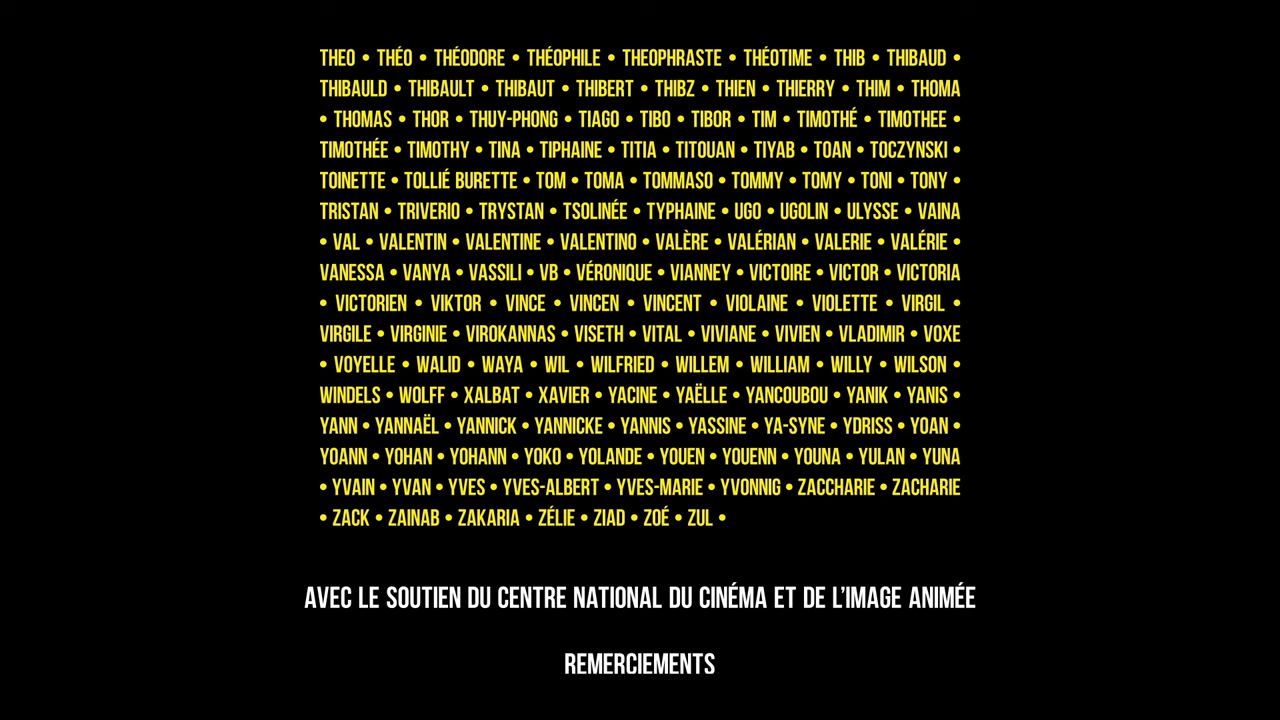 THEO • THÉO • THÉODORE • THÉOPHILE • THEOPHRASTE • THÉOTIME • THIB • THIBAUD •
THIBAULD • THIBAULT • THIBAUT • THIBERT • THIBZ • THIEN • THIERRY • THIM • THOMA
• THOMAS • THOR • THUY-PHONG • TIAGO • TIBO • TIBOR • TIM • TIMOTHÉ • TIMOTHEE •
TIMOTHÉE • TIMOTHY • TINA • TIPHAINE • TITIA • TITOUAN • TIYAB • TOAN • TOCZYNSKI •
TOINETTE • TOLLIÉ BURETTE • TOM • TOMA • TOMMASO • TOMMY • TOMY • TONI • TONY •
TRISTAN • TRIVERIO • TRYSTAN • TSOLINÉE • TYPHAINE • UGO • UGOLIN • ULYSSE • VAINA
• VAL • VALENTIN • VALENTINE • VALENTINO • VALÈRE • VALÉRIAN • VALERIE • VALÉRIE •
VANESSA • VANYA • VASSILI • VB • VÉRONIQUE • VIANNEY • VICTOIRE • VICTOR • VICTORIA
• VICTORIEN • VIKTOR • VINCE • VINCEN • VINCENT • VIOLAINE • VIOLETTE • VIRGIL •
VIRGILE • VIRGINIE • VIROKANNAS • VISETH • VITAL • VIVIANE • VIVIEN • VLADIMIR • VOXE
• VOYELLE • WALID • WAYA • WIL • WILFRIED • WILLEM • WILLIAM • WILLY • WILSON •
WINDELS • WOLFF • XALBAT • XAVIER • YACINE • YAËLLE • YANCOUBOU • YANIK • YANIS •
YANN • YANNAËL • YANNICK • YANNICKE • YANNIS • YASSINE • YA-SYNE • YDRISS • YOAN •
YOANN • YOHAN • YOHANN • YOKO • YOLANDE • YOUEN • YOUENN • YOUNA • YULAN • YUNA
• YVAIN • YVAN • YVES • YVES-ALBERT • YVES-MARIE • YVONNIG • ZACCHARIE • ZACHARIE
• ZACK • ZAINAB • ZAKARIA • ZÉLIE • ZIAD • ZOÉ • ZUL •
AVEC LE SOUTIEN DU CENTRE NATIONAL DU CINÉMA ET DE L'IMAGE ANIMÉE
REMERCIEMENTS